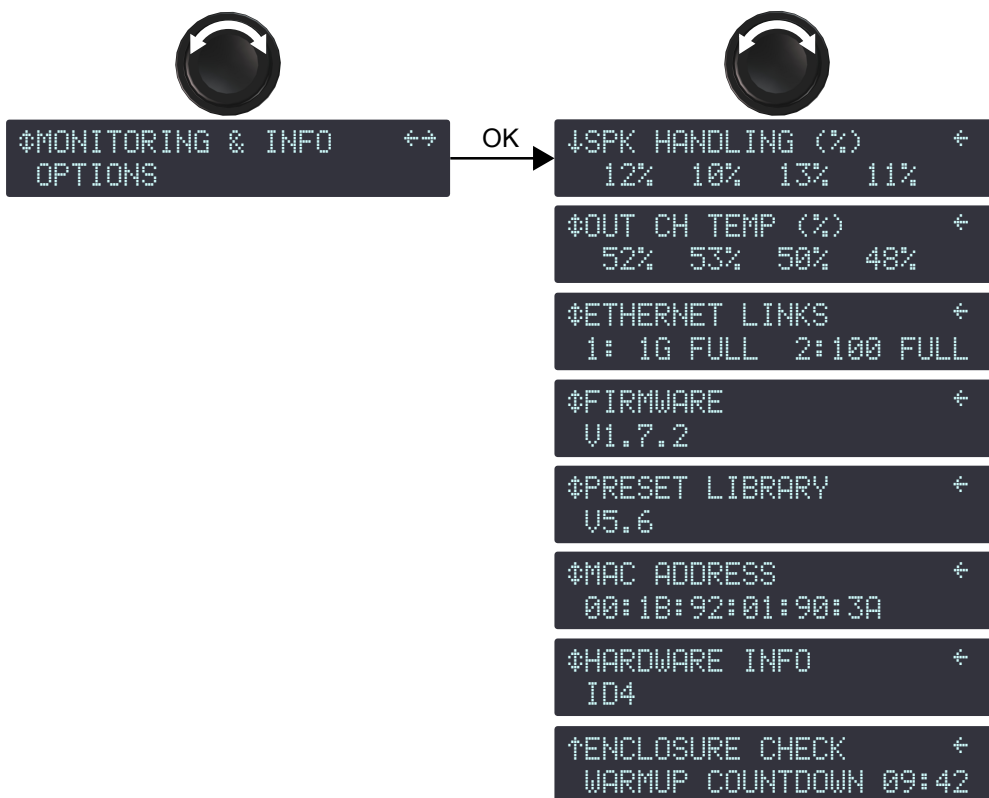 ↕MONITORING & INFO ←→
OPTIONS
OK
↓SPK HANDLING (%) ←
12% 10% 13% 11%
↕OUT CH TEMP (%) ←
52% 53% 50% 48%
↕ETHERNET LINKS ←
1: 1G FULL 2:100 FULL
↕FIRMWARE ←
V1.7.2
↕PRESET LIBRARY ←
V5.6
↕MAC ADDRESS ←
00:1B:92:01:90:3A
↕HARDWARE INFO ←
ID4
↑ENCLOSURE CHECK ←
WARMUP COUNTDOWN 09:42